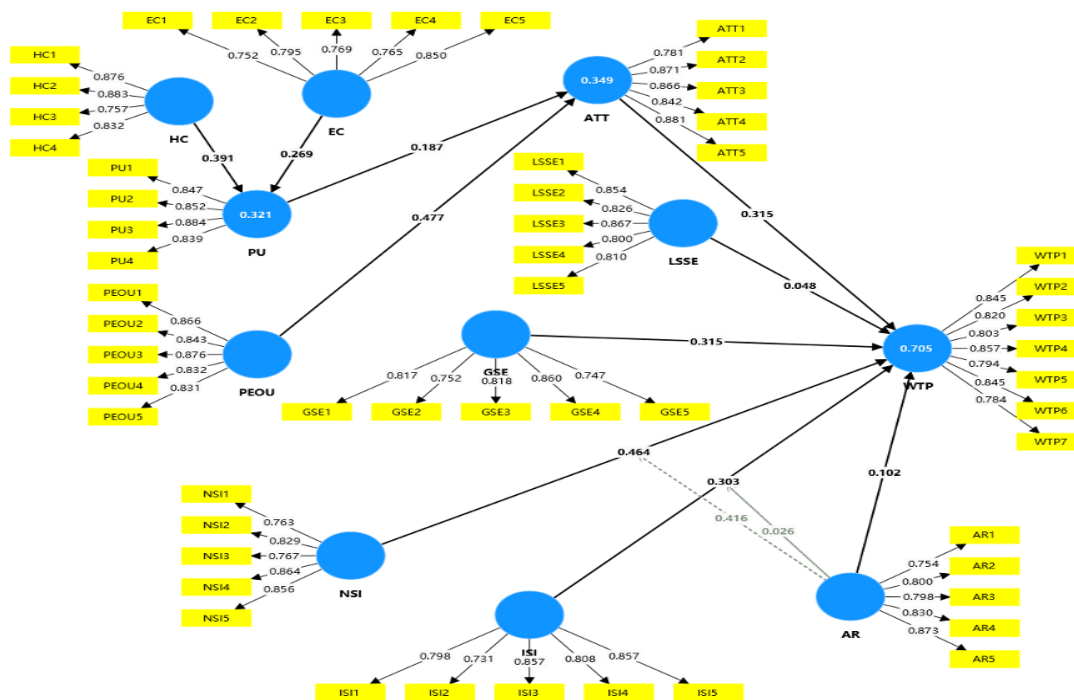 EC1
EC2
EC3
EC4
EC5
0.752
0.795
0.769
0.765
0.850
EC
HC1
HC2
HC3
HC4
0.876
0.883
0.757
0.832
HC
0.391
0.269
PU1
PU2
PU3
PU4
0.847
0.852
0.884
0.839
0.321
PU
0.187
0.477
0.349
ATT
0.781
0.871
0.866
0.842
0.881
ATT1
ATT2
ATT3
ATT4
ATT5
0.315
LSSE1
LSSE2
LSSE3
LSSE4
LSSE5
0.854
0.826
0.867
0.800
0.810
LSSE
0.048
PEOU1
PEOU2
PEOU3
PEOU4
PEOU5
0.866
0.843
0.876
0.832
0.831
PEOU
GSE
0.315
0.817
0.752
0.818
0.860
0.747
GSE1
GSE2
GSE3
GSE4
GSE5
0.705
WTP
0.845
0.820
0.803
0.857
0.794
0.845
0.784
WTP1
WTP2
WTP3
WTP4
WTP5
WTP6
WTP7
0.464
0.303
0.102
0.416
0.026
NSI1
NSI2
NSI3
NSI4
NSI5
0.763
0.829
0.767
0.864
0.856
NSI
AR
0.754
0.800
0.798
0.830
0.873
AR1
AR2
AR3
AR4
AR5
ISI
0.798
0.731
0.857
0.808
0.857
ISI1
ISI2
ISI3
ISI4
ISI5